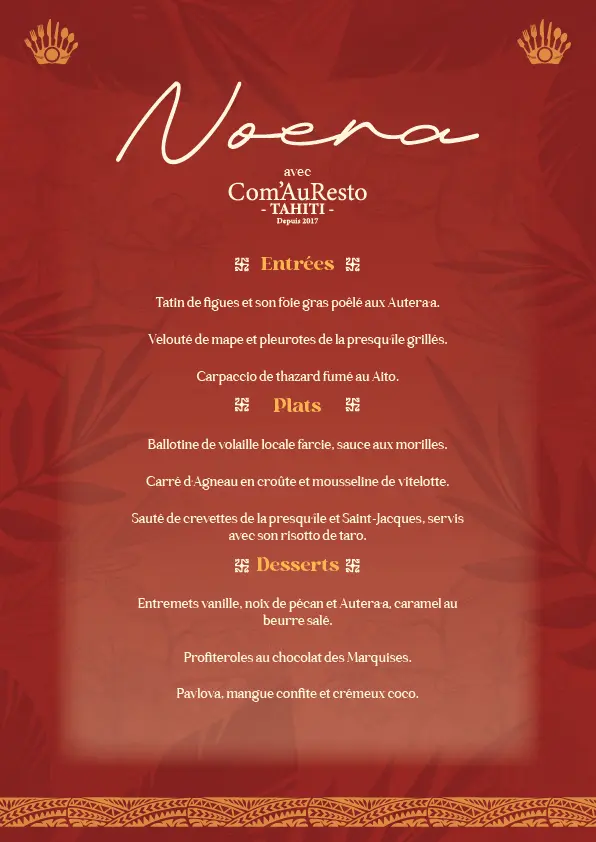 Noera
avec
Com'AuResto
- TAHITI -
Depuis 2017
Entrées
Tatin de figues et son foie gras poêlé aux Autera'a.
Velouté de mape et pleurotes de la presqu'île grillés.
Carpaccio de thazard fumé au Aito.
Plats
Ballotine de volaille locale farcie, sauce aux morilles.
Carré d'Agneau en croûte et mousseline de vitelotte.
Sauté de crevettes de la presqu'île et Saint-Jacques, servis
avec son risotto de taro.
Desserts
Entremets vanille, noix de pécan et Autera'a, caramel au
beurre salé.
Profiteroles au chocolat des Marquises.
Pavlova, mangue confite et crémeux coco.